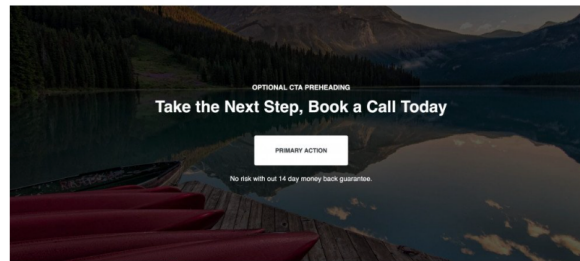 OPTIONAL CTA PREHEADING
Take the Next Step, Book a Call Today
PRIMARY ACTION
No risk with out 14 day money back guarantee.